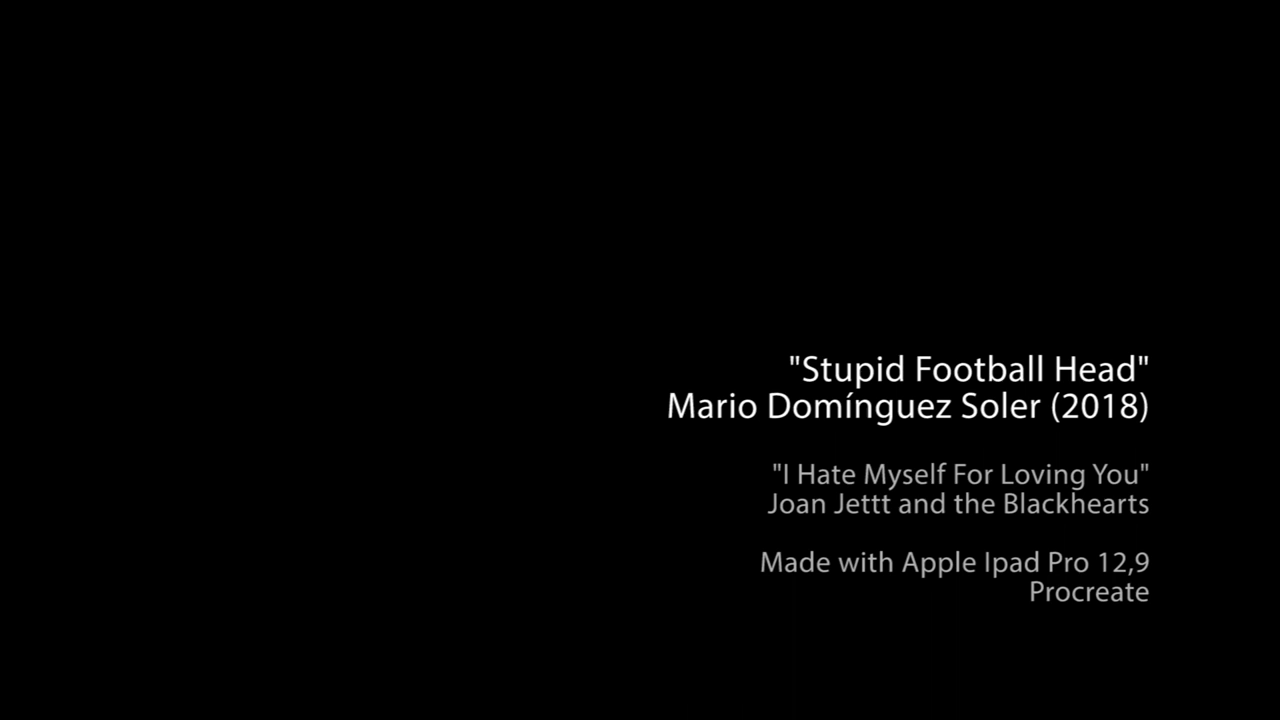 "Stupid Football Head"
Mario Domínguez Soler (2018)
"I Hate Myself For Loving You"
Joan Jettt and the Blackhearts
Made with Apple Ipad Pro 12,9
Procreate